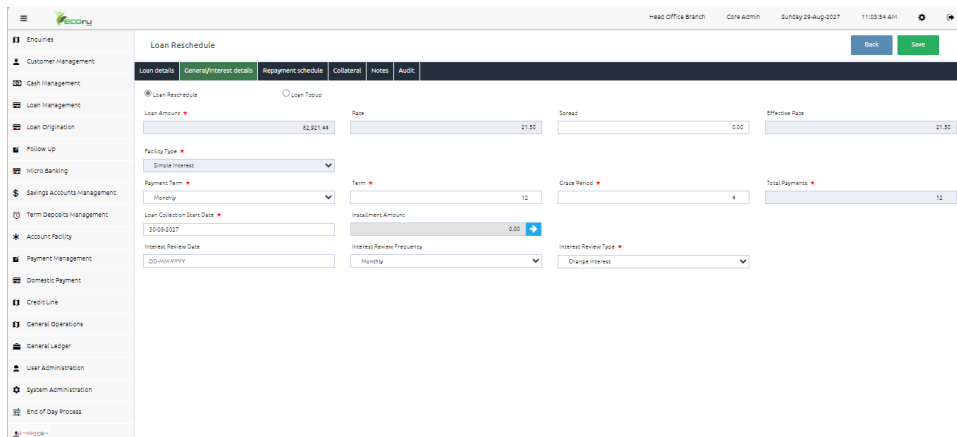 ECOfy
Head Office Branch Core Admin Sunday 29-Aug-2027 11:03:54 AM
Enquiries
Customer Management
Cash Management
Loan Management
Loan Origination
Follow Up
Micro Banking
Savings Accounts Management
Term Deposits Management
Account Facility
Payment Management
Domestic Payment
Credit Line
General Operations
General Ledger
User Administration
System Administration
End of Day Process
Loan Reschedule Back Save
Loan details General/Interest details Repayment schedule Collateral Notes Audit
Loan Reschedule Loan Topup
Loan Amount * Rate Spread Effective Rate
82,921.44 21.50 0.00 21.50
Facility Type *
Simple Interest
Payment Term * Term * Grace Period * Total Payments *
Monthly 12 4 12
Loan Collection Start Date * Installment Amount
30-08-2027 0.00
Interest Review Date Interest Review Frequency Interest Review Type *
DD-MM-YYYY Monthly Change Interest